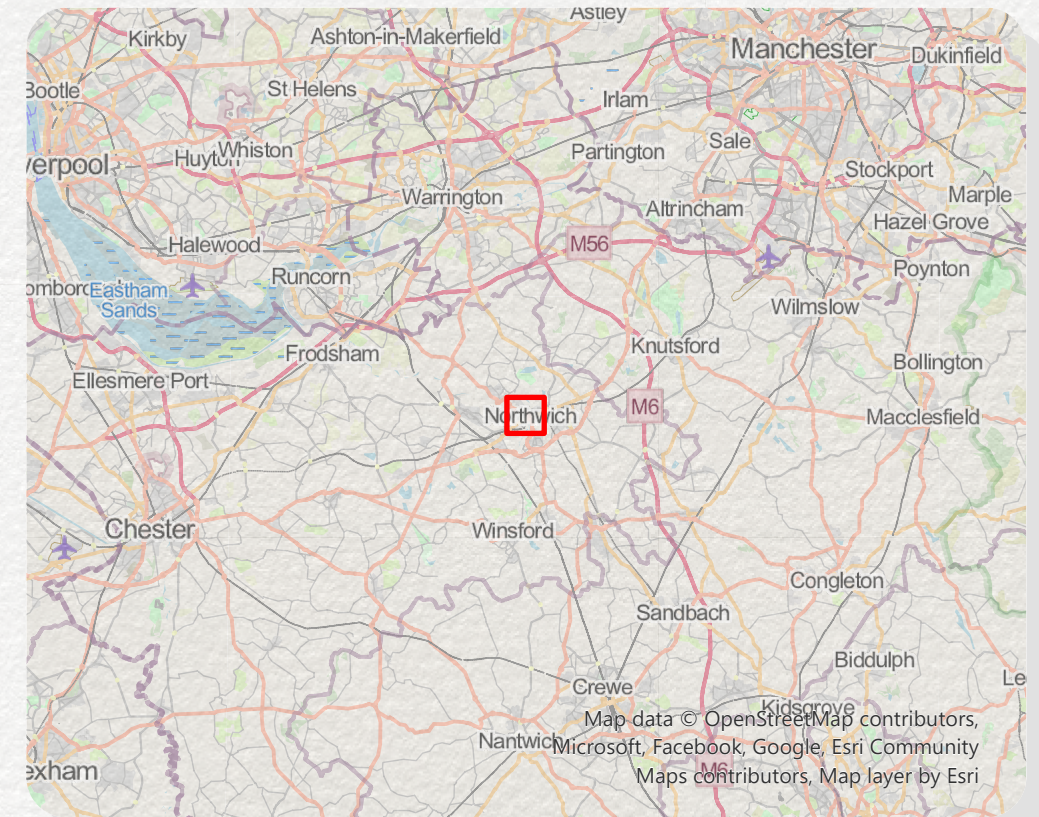 Astley
Kirkby
Ashton-in-Makerfield
Manchester
Dukinfield
Bootle
St Helens
Irlam
Sale
Whiston
Huyton
Partington
verpool
Stockport
Marple
Warrington
Altrincham
Hazel Grove
Halewood
M56
Poynton
Runcorn
Eastham
Sands
Wilmslow
Knutsford
Frodsham
Bollington
Ellesmere Port
M6
Northwich
Macclesfield
Chester
Winsford
Congleton
Sandbach
Biddulph
Le
Crewe
Kidsgrove
Map data © OpenStreetMap contributors,
Nantwich
Microsoft, Facebook, Google, Esri Community
M6
exham
Maps contributors, Map layer by Esri